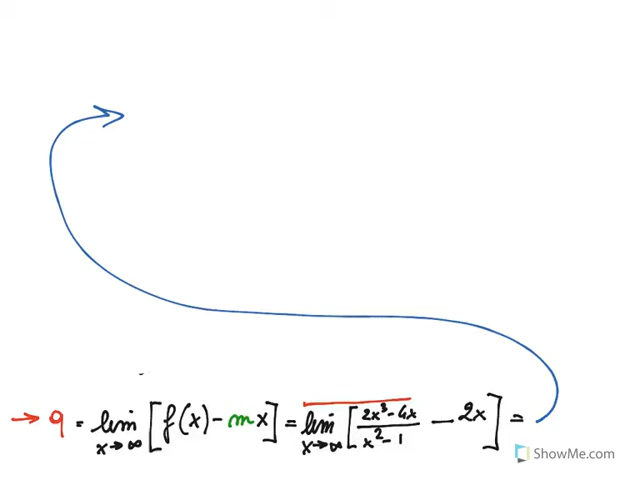 → q = lim x→∞ [f(x) - mx] = lim x→∞ [(2x³ - 4x)/(x² - 1) - 2x] =
ShowMe.com